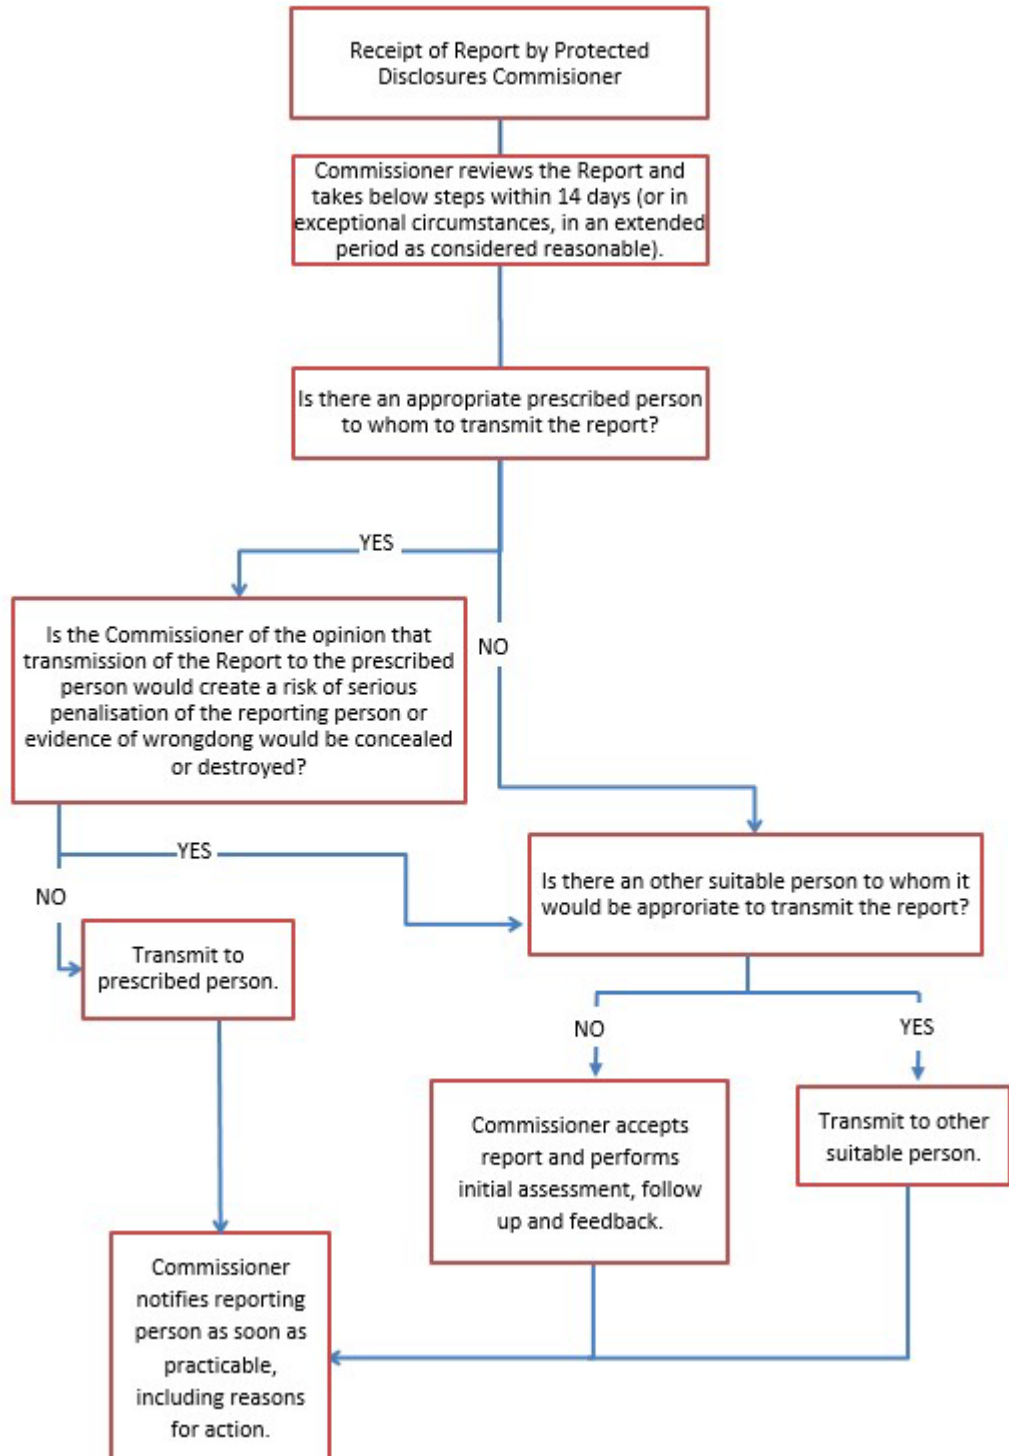 Receipt of Report by Protected
Disclosures Commisioner
Commissioner reviews the Report and
takes below steps within 14 days (or in
exceptional circumstances, in an extended
period as considered reasonable).
Is there an appropriate prescribed person
to whom to transmit the report?
YES
NO
Is the Commissioner of the opinion that
transmission of the Report to the prescribed
person would create a risk of serious
penalisation of the reporting person or
evidence of wrongdong would be concealed
or destroyed?
YES
NO
Is there an other suitable person to whom it
would be approriate to transmit the report?
Transmit to
prescribed person.
NO
YES
Commissioner accepts
report and performs
initial assessment, follow
up and feedback.
Transmit to other
suitable person.
Commissioner
notifies reporting
person as soon as
practicable,
including reasons
for action.